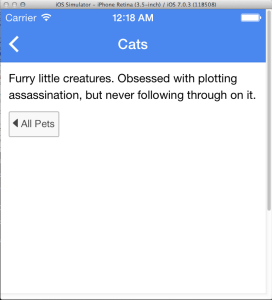 iOS Simulator - iPhone Retina (3.5-inch) / iOS 7.0.3 (11B508)
Carrier 12:18 AM
Cats
Furry little creatures. Obsessed with plotting
assassination, but never following through on it.
All Pets